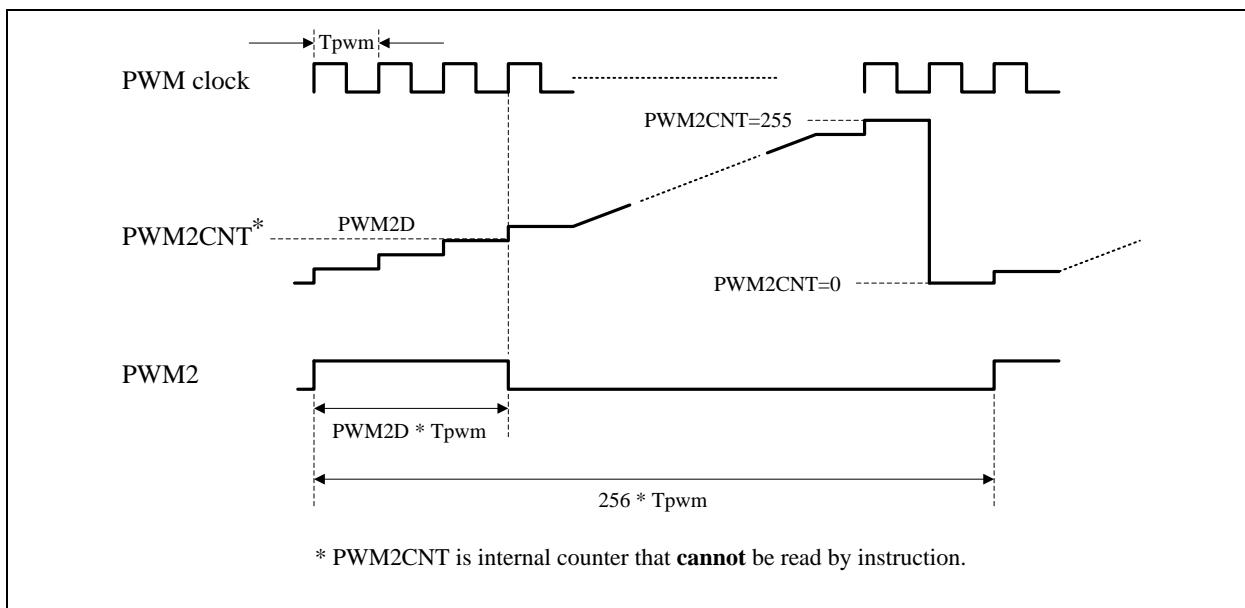 Tpwm
PWM clock
PWM2CNT=255
PWM2D
PWM2CNT*
PWM2CNT=0
PWM2
PWM2D * Tpwm
256 * Tpwm
* PWM2CNT is internal counter that cannot be read by instruction.